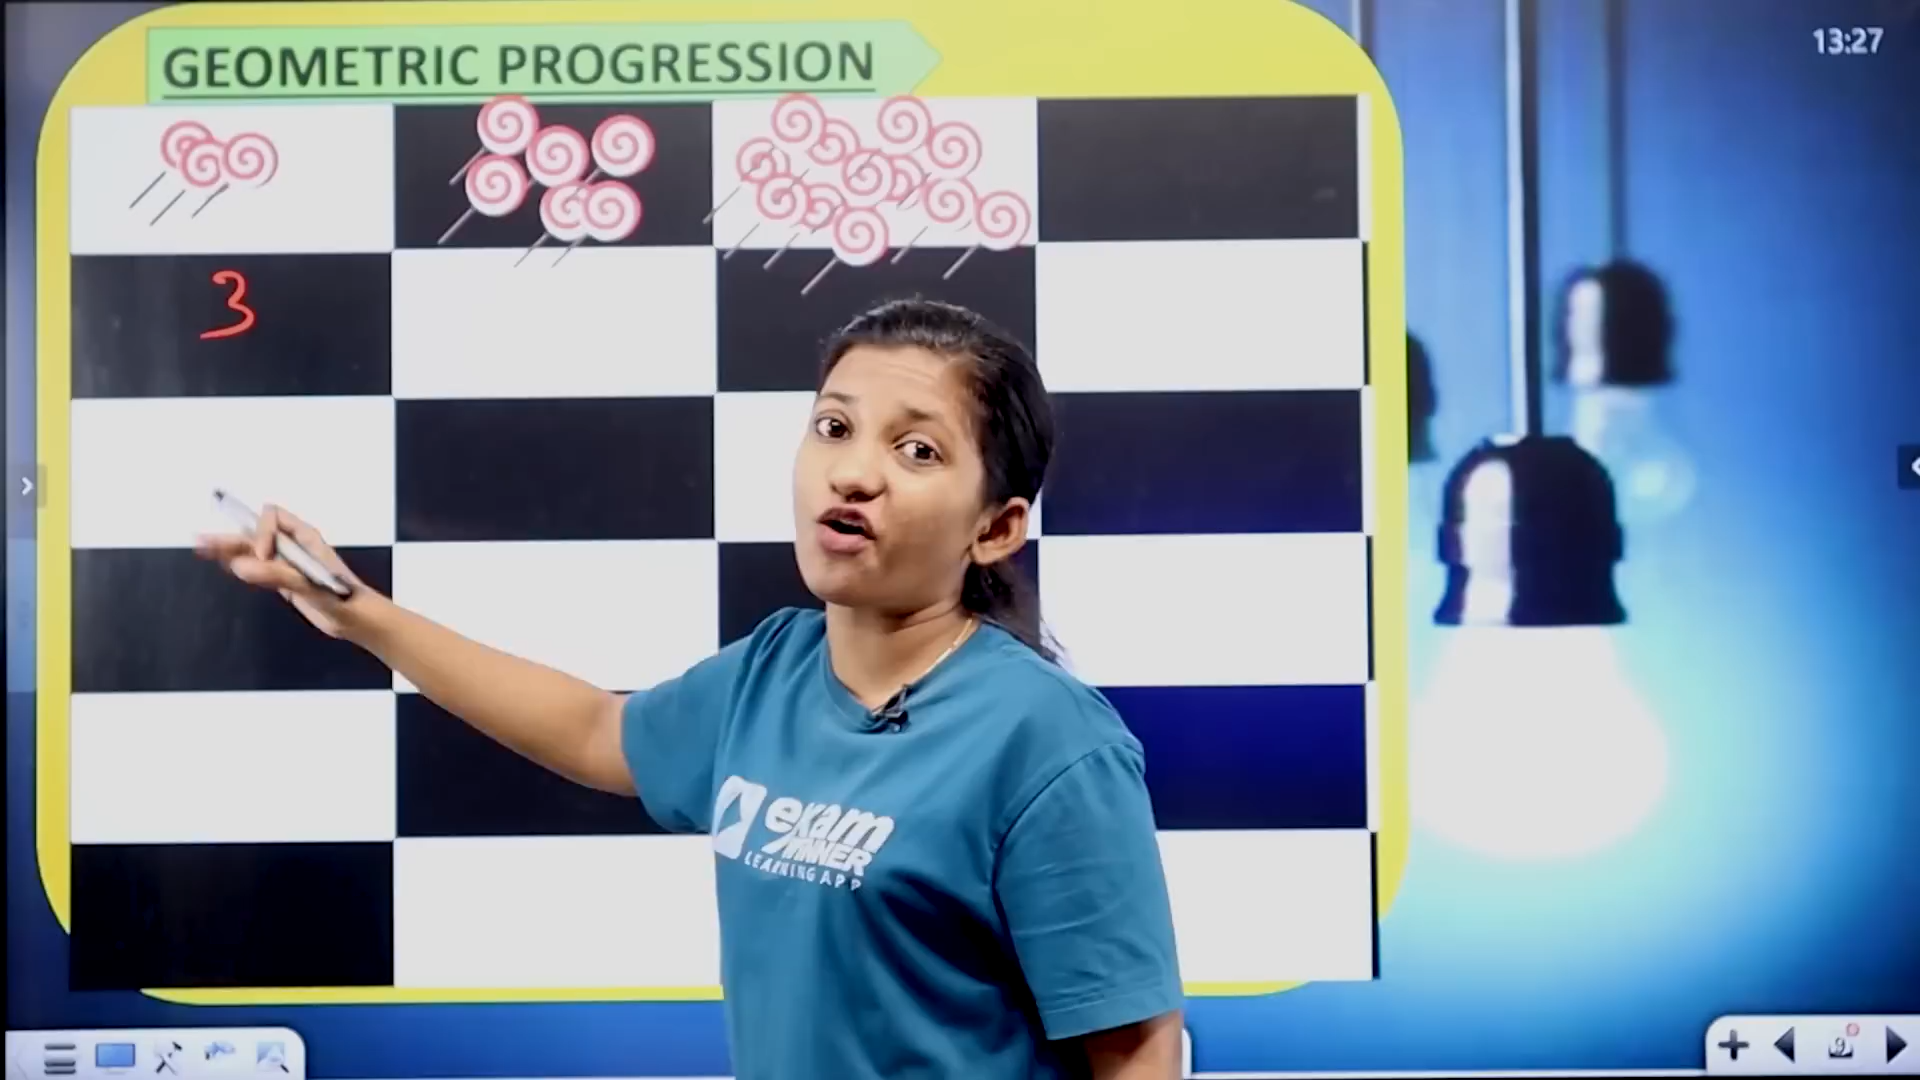 13:27
GEOMETRIC PROGRESSION
3
exam
WINNER
LEARNING APP